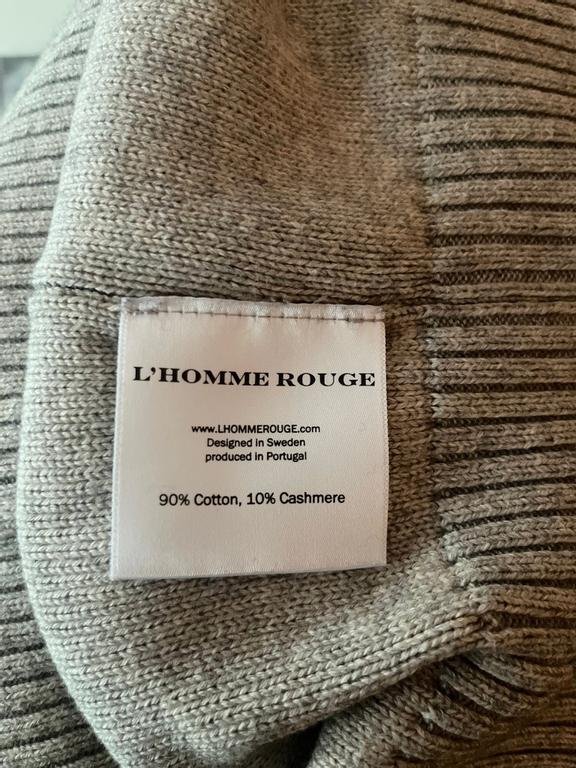 L'HOMME ROUGE
www.LHOMMEROUGE.com
Designed in Sweden
produced in Portugal
90% Cotton, 10% Cashmere